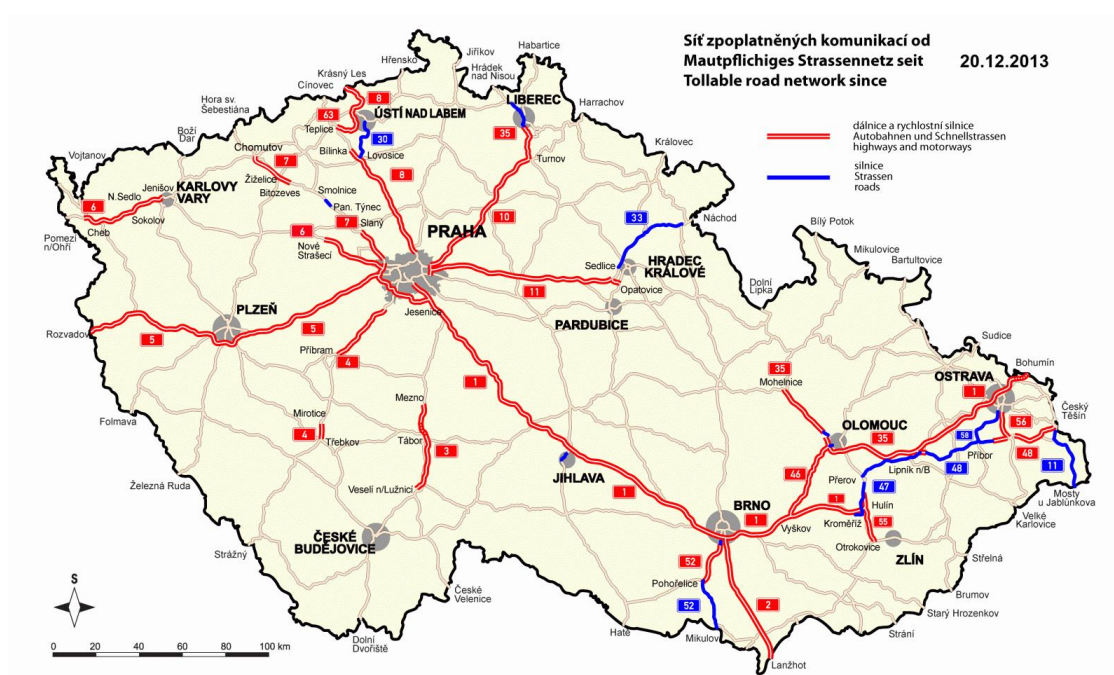 Síť zpoplatněných komunikací od
Mautpflichiges Strassennetz seit
Tollable road network since
20.12.2013
dálnice a rychlostní silnice
Autobahnen und Schnellstrassen
highways and motorways
silnice
Strassen
roads
Habartice
Jiříkov
Hřensko
Hrádek
nad Nisou
Krásný Les
Cínovec
8
LIBEREC
Hora sv.
Šebestiána
63
ÚSTÍ NAD LABEM
Harrachov
Teplice
30
35
Boží
Dar
Chomutov
Bílinka
Lovosice
Královec
Vojtanov
7
Turnov
8
Žíželice
Bitozeves
Jenišov
KARLOVY
VARY
Smolnice
N.Sedlo
6
Sokolov
Pan. Týnec
7
Slaný
10
33
Náchod
Cheb
Pomezí
n/Ohří
6
PRAHA
Bílý Potok
Nové
Strašecí
Mikulovice
Sedlice
HRADEC
KRÁLOVÉ
Bartultovice
11
Opatovice
Dolní
Lipka
PLZEŇ
Jesenice
PARDUBICE
Rozvadov
5
5
Sudice
Příbram
4
Bohumín
1
35
Mohelnice
OSTRAVA
1
Mezno
Český
Těšín
Folmava
Mirotice
56
4
Třebkov
Tábor
OLOMOUC
35
58
3
Příbor
48
JIHLAVA
46
Lipník n/B
48
11
Železná Ruda
Veselí n/Lužnicí
1
Přerov
47
Mosty
u Jablůnkova
BRNO
1
Hulín
Velké
Karlovice
1
Vyškov
Kroměříž
55
ČESKÉ
BUDĚJOVICE
Otrokovice
ZLÍN
Strážný
Střelná
52
Pohořelice
S
České
Velenice
Brumov
52
2
Starý Hrozenkov
Dolní
Dvořiště
Hatě
Mikulov
Strání
0 20 40 60 80 100 km
Lanžhot